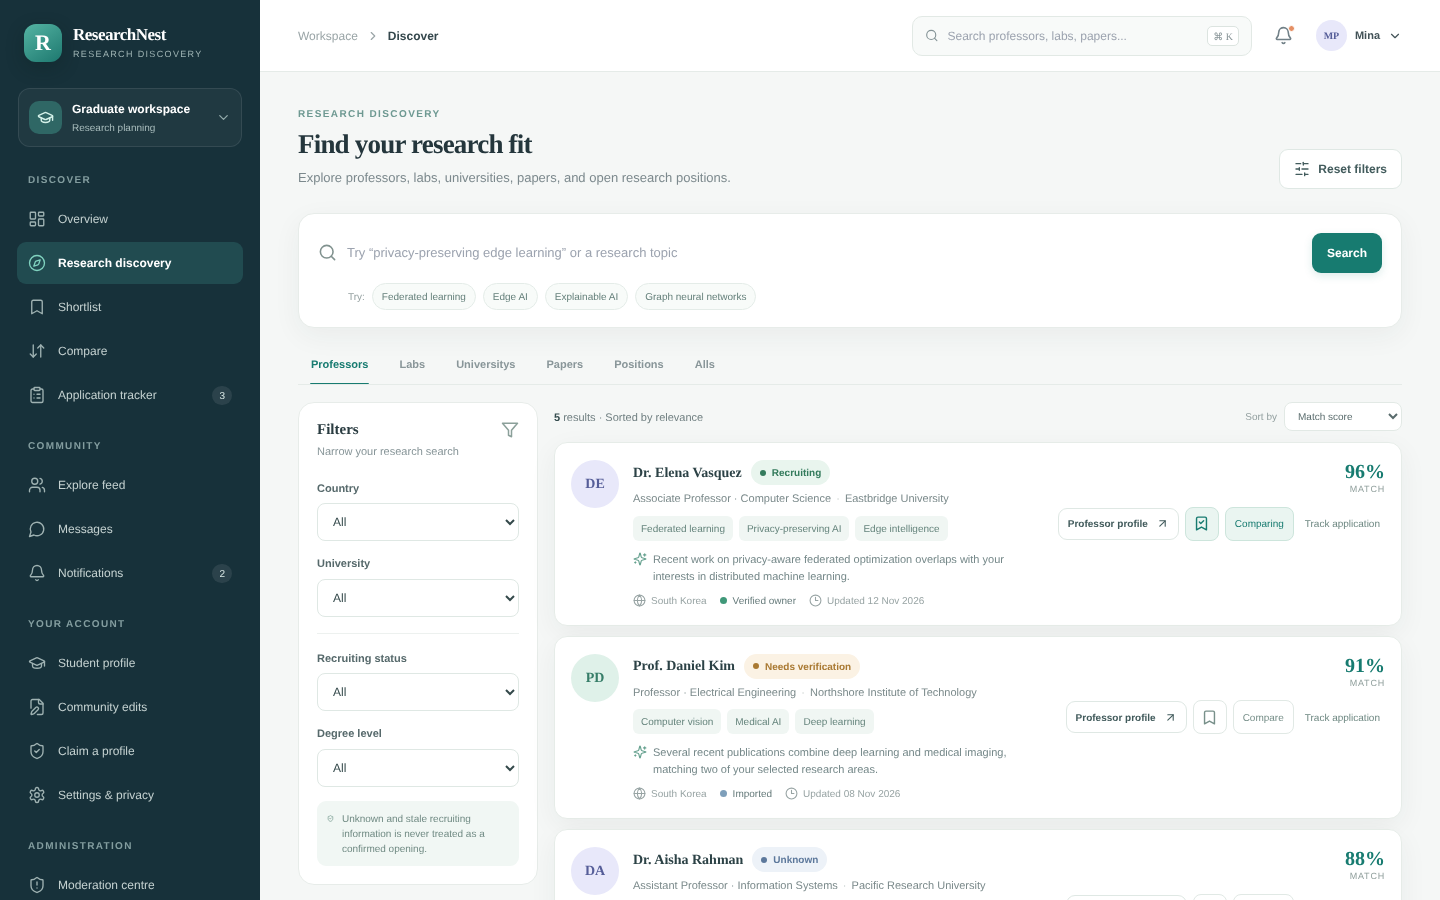 R
ResearchNest
RESEARCH DISCOVERY
Graduate workspace
Research planning
DISCOVER
Overview
Research discovery
Shortlist
Compare
Application tracker 3
COMMUNITY
Explore feed
Messages
Notifications 2
YOUR ACCOUNT
Student profile
Community edits
Claim a profile
Settings & privacy
ADMINISTRATION
Moderation centre
Workspace > Discover
Search professors, labs, papers... ⌘ K
MP Mina
RESEARCH DISCOVERY
Find your research fit
Explore professors, labs, universities, papers, and open research positions.
Reset filters
Try “privacy-preserving edge learning” or a research topic
Search
Try: Federated learning Edge AI Explainable AI Graph neural networks
Professors Labs Universitys Papers Positions Alls
Filters
Narrow your research search
Country
All
University
All
Recruiting status
All
Degree level
All
Unknown and stale recruiting
information is never treated as a
confirmed opening.
5 results · Sorted by relevance
Sort by Match score
DE
Dr. Elena Vasquez Recruiting
Associate Professor · Computer Science · Eastbridge University
Federated learning Privacy-preserving AI Edge intelligence
Recent work on privacy-aware federated optimization overlaps with your
interests in distributed machine learning.
South Korea Verified owner Updated 12 Nov 2026
96%
MATCH
Professor profile Comparing Track application
PD
Prof. Daniel Kim Needs verification
Professor · Electrical Engineering · Northshore Institute of Technology
Computer vision Medical AI Deep learning
Several recent publications combine deep learning and medical imaging,
matching two of your selected research areas.
South Korea Imported Updated 08 Nov 2026
91%
MATCH
Professor profile Compare Track application
DA
Dr. Aisha Rahman Unknown
Assistant Professor · Information Systems · Pacific Research University
88%
MATCH